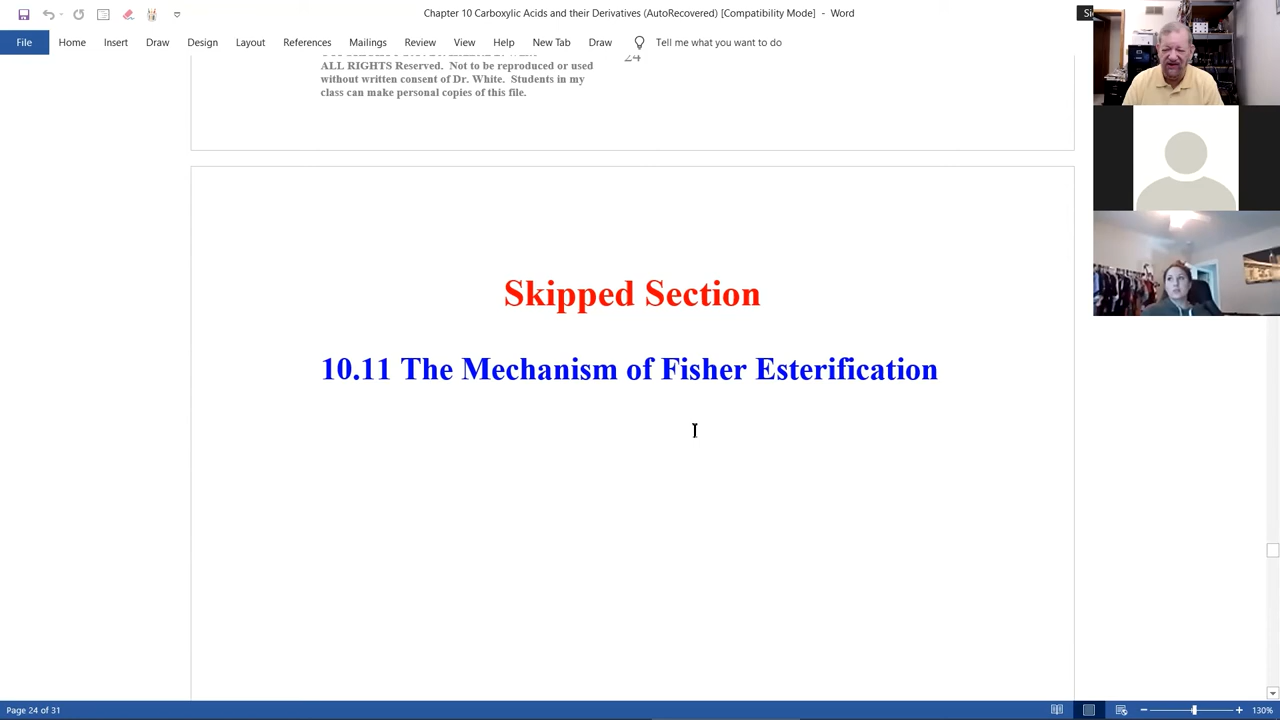 Chapter 10 Carboxylic Acids and their Derivatives (AutoRecovered) [Compatibility Mode] - Word
File Home Insert Draw Design Layout References Mailings Review View Help New Tab Draw Tell me what you want to do
24
ALL RIGHTS Reserved. Not to be reproduced or used
without written consent of Dr. White. Students in my
class can make personal copies of this file.
Skipped Section
10.11 The Mechanism of Fisher Esterification
Page 24 of 31
130%